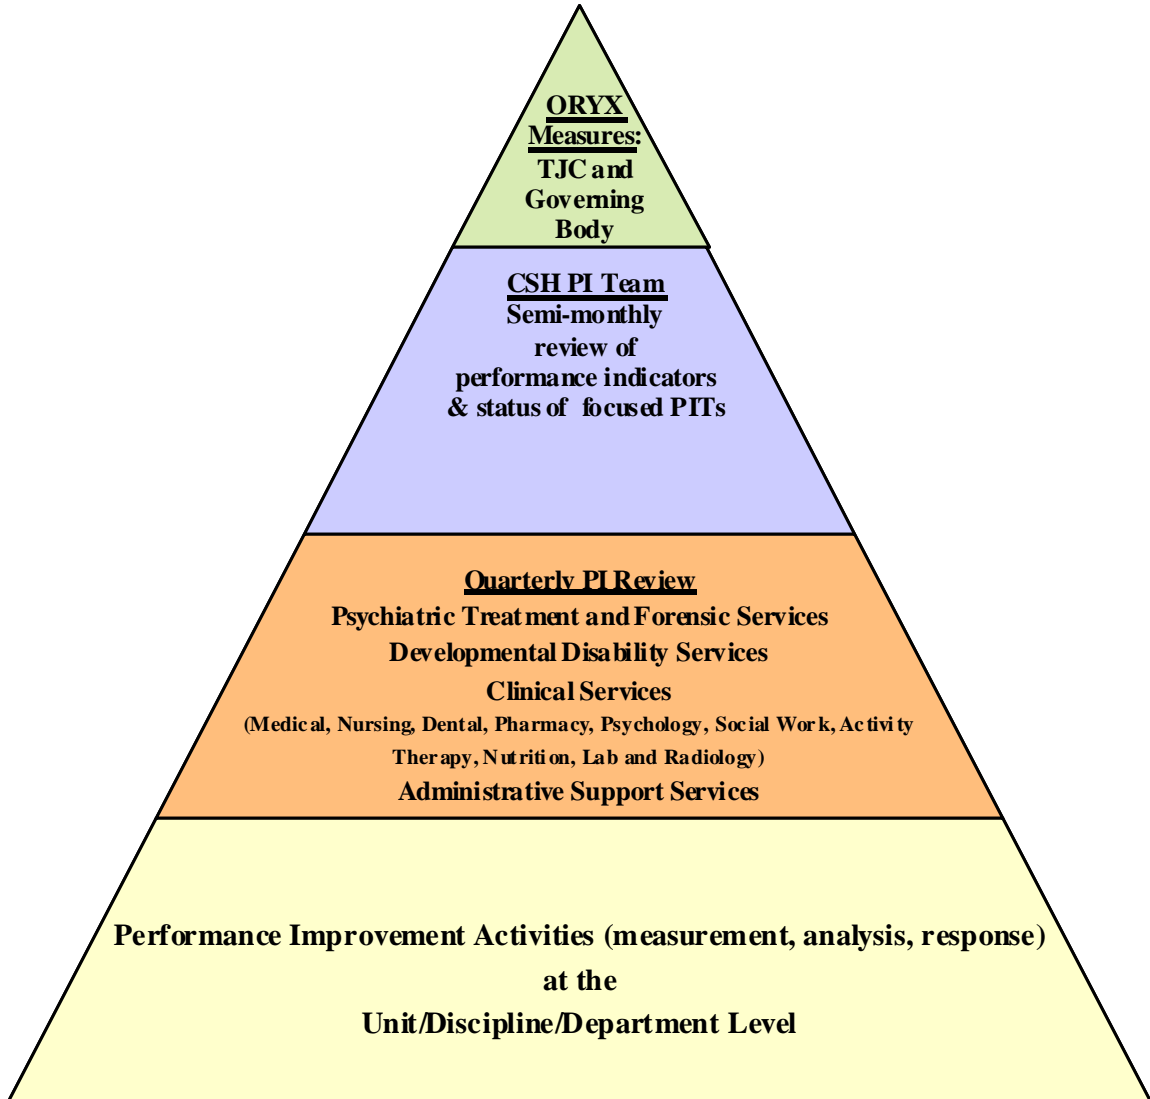 ORYX
Measures:
TJC and
Governing
Body
CSH PI Team
Semi-monthly
review of
performance indicators
& status of focused PITs
Quarterly PI Review
Psychiatric Treatment and Forensic Services
Developmental Disability Services
Clinical Services
(Medical, Nursing, Dental, Pharmacy, Psychology, Social Work, Activity
Therapy, Nutrition, Lab and Radiology)
Administrative Support Services
Performance Improvement Activities (measurement, analysis, response)
at the
Unit/Discipline/Department Level